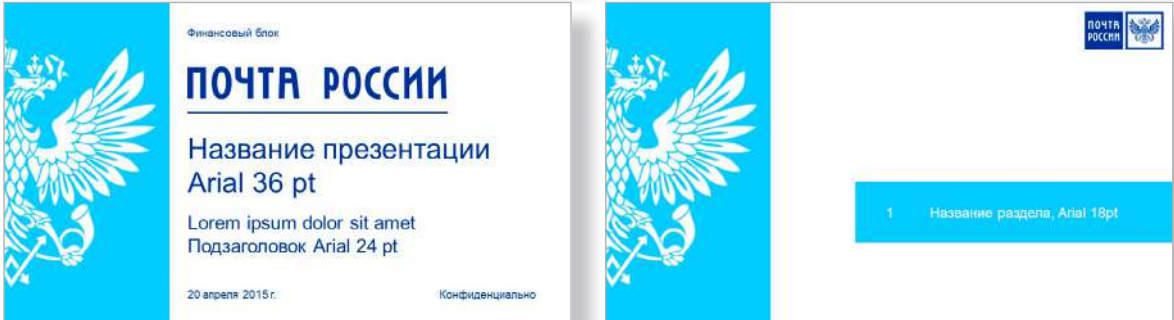 Финансовый блок
ПОЧТА РОССИИ
Название презентации
Arial 36 pt
Lorem ipsum dolor sit amet
Подзаголовок Arial 24 pt
20 апреля 2015 г.
Конфиденциально
ПОЧТА
РОССИИ
1 Название раздела, Arial 18pt